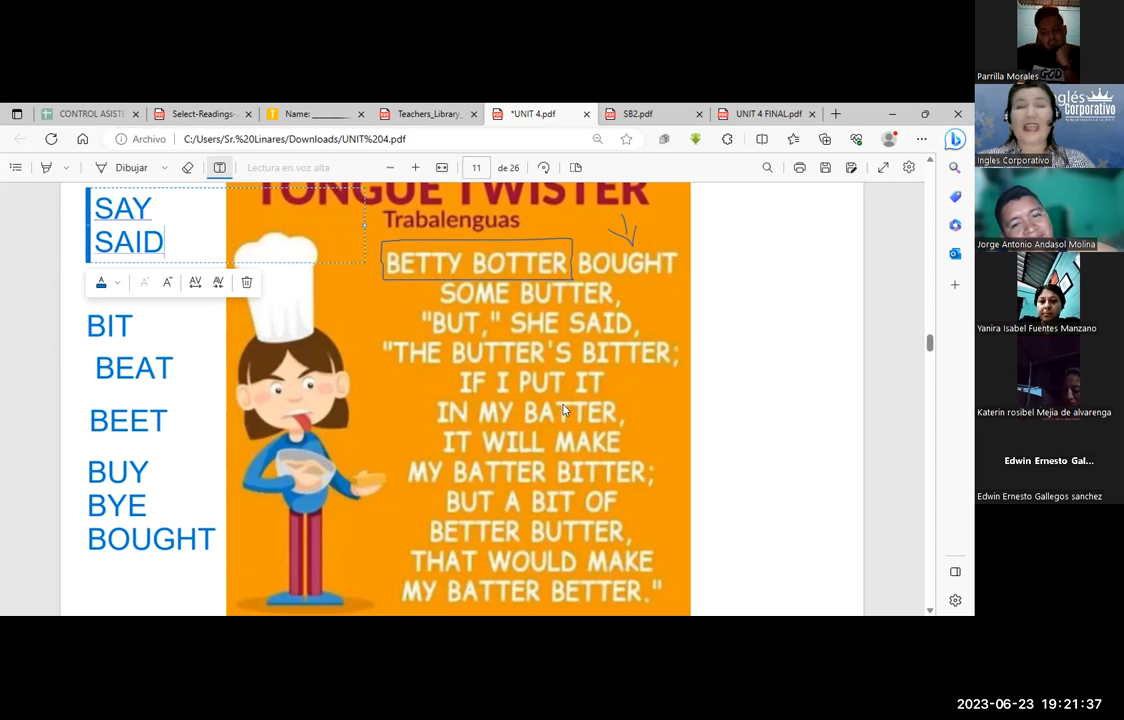 CONTROL ASIST
Select-Readings-
Name: _______
Teachers_Library_
*UNIT 4.pdf
SB2.pdf
UNIT 4 FINAL.pdf
Archivo
C:/Users/Sr.%20Linares/Downloads/UNIT%204.pdf
Dibujar
Lectura en voz alta
11
de 26
SAY
SAID
BIT
BEAT
BEET
BUY
BYE
BOUGHT
TONGUE TWISTER
Trabalenguas
BETTY BOTTER BOUGHT
SOME BUTTER,
"BUT," SHE SAID,
"THE BUTTER'S BITTER;
IF I PUT IT
IN MY BATTER,
IT WILL MAKE
MY BATTER BITTER;
BUT A BIT OF
BETTER BUTTER,
THAT WOULD MAKE
MY BATTER BETTER."
Parrilla Morales
Inglés
Corporativo
Ingles Corporativo
Jorge Antonio Andasol Molina
Yanira Isabel Fuentes Manzano
Katerin rosibel Mejia de alvarenga
Edwin Ernesto Gal...
Edwin Ernesto Gallegos sanchez
2023-06-23 19:21:37